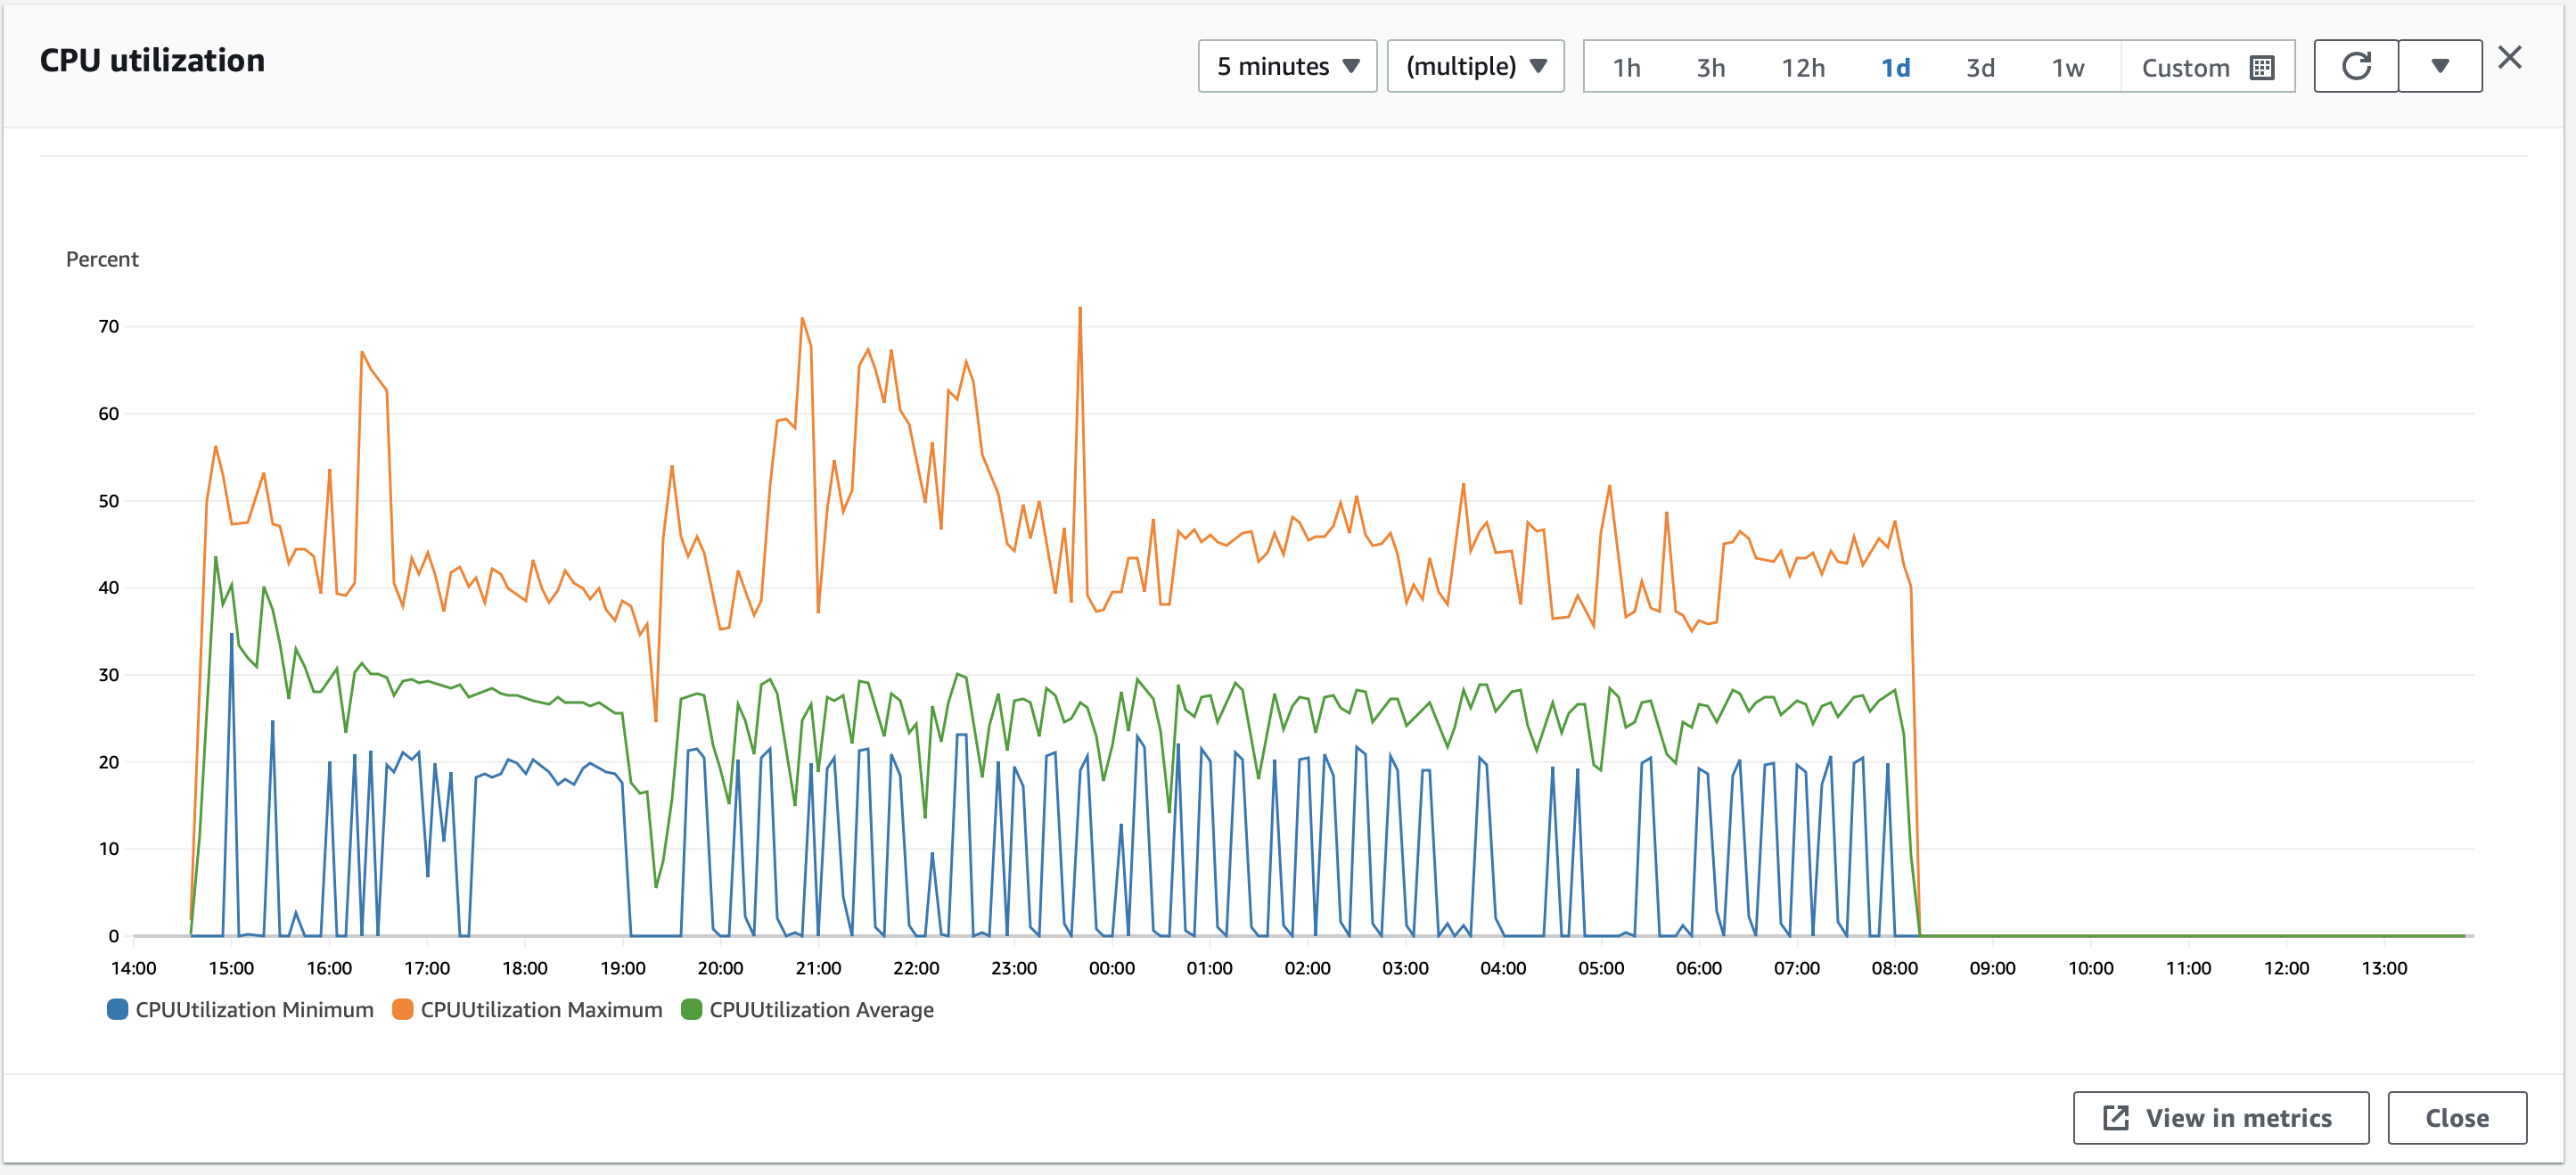 CPU utilization
5 minutes (multiple) 1h 3h 12h 1d 3d 1w Custom
Percent
70
60
50
40
30
20
10
0
14:00 15:00 16:00 17:00 18:00 19:00 20:00 21:00 22:00 23:00 00:00 01:00 02:00 03:00 04:00 05:00 06:00 07:00 08:00 09:00 10:00 11:00 12:00 13:00
CPUUtilization Minimum CPUUtilization Maximum CPUUtilization Average
View in metrics Close